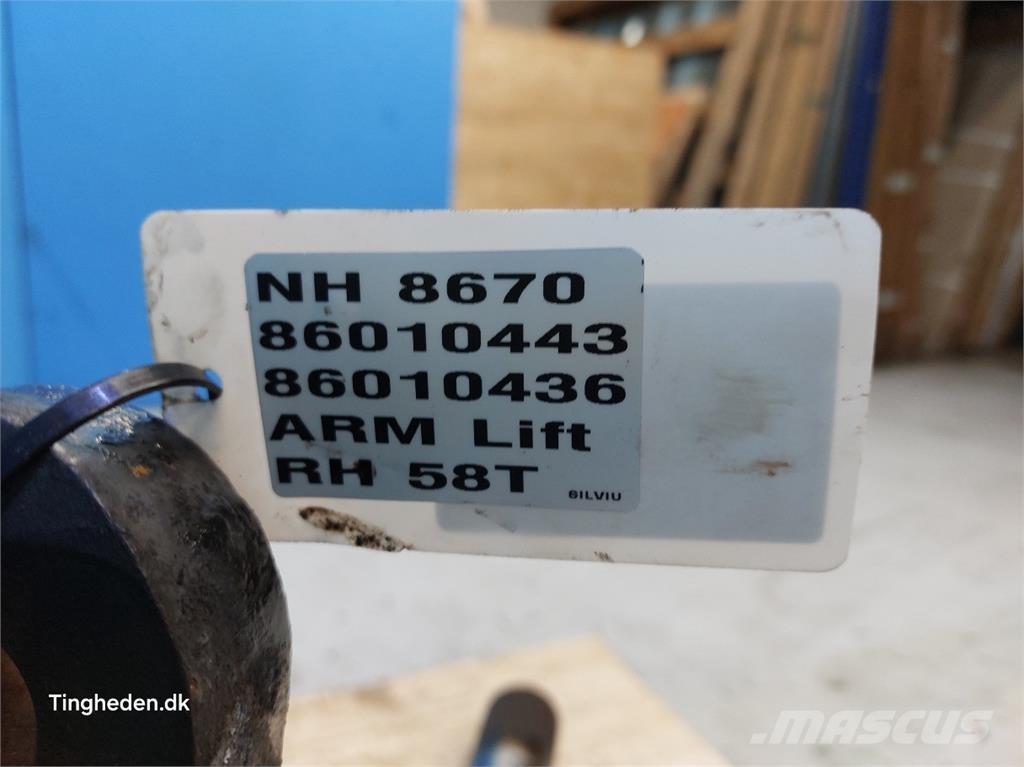 NH 8670
86010443
86010436
ARM Lift
RH 58T
SILVIU
Tingheden.dk
MASCUS